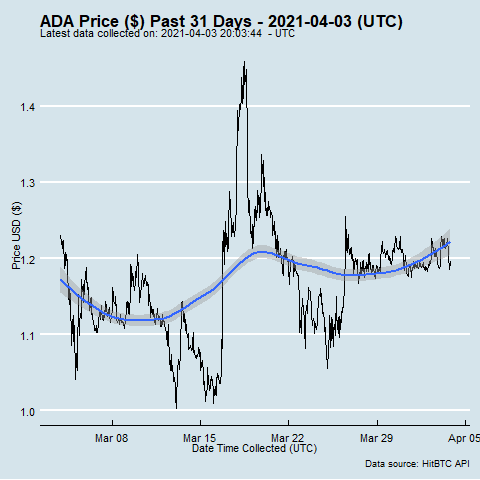 ADA Price ($) Past 31 Days - 2021-04-03 (UTC)
Latest data collected on: 2021-04-03 20:03:44 - UTC
Price USD ($)
1.4
1.3
1.2
1.1
1.0
Mar 08 Mar 15 Mar 22 Mar 29 Apr 05
Date Time Collected (UTC)
Data source: HitBTC API